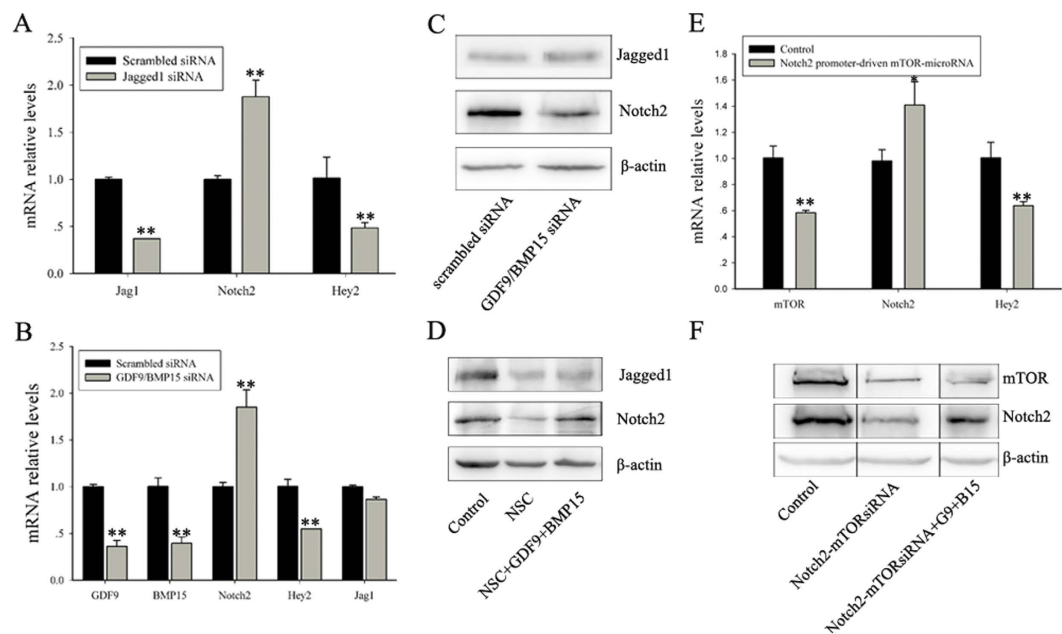 A
Scrambled siRNA
Jagged1 siRNA
mRNA relative levels
2.5
2.0
1.5
1.0
.5
0.0
**
**
**
Jag1 Notch2 Hey2
B
Scrambled siRNA
GDF9/BMP15 siRNA
mRNA relative levels
2.5
2.0
1.5
1.0
.5
0.0
**
**
**
**
GDF9 BMP15 Notch2 Hey2 Jag1
C
Jagged1
Notch2
β-actin
scrambled siRNA
GDF9/BMP15 siRNA
D
Jagged1
Notch2
β-actin
Control
NSC
NSC+GDF9+BMP15
E
Control
Notch2 promoter-driven mTOR-microRNA
mRNA relative levels
1.8
1.6
1.4
1.2
1.0
.8
.6
.4
.2
0.0
**
*
**
mTOR Notch2 Hey2
F
mTOR
Notch2
β-actin
Control
Notch2-mTORsiRNA
Notch2-mTORsiRNA+G9+B15